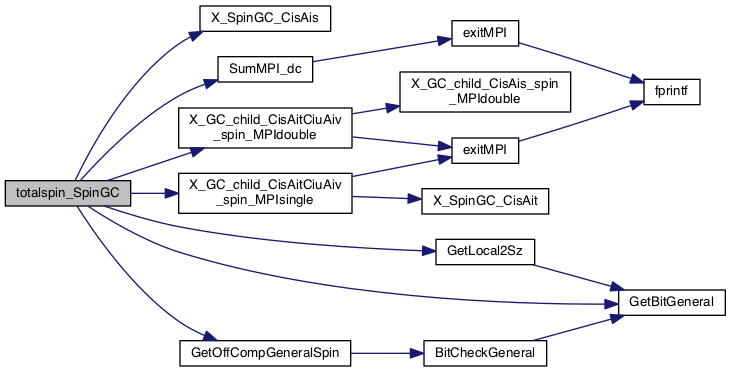 X_SpinGC_CisAis
exitMPI
SumMPI_dc
X_GC_child_CisAis_spin
_MPIdouble
fprintf
X_GC_child_CisAitCiuAiv
_spin_MPIdouble
exitMPI
totalspin_SpinGC
X_GC_child_CisAitCiuAiv
_spin_MPIsingle
X_SpinGC_CisAit
GetLocal2Sz
GetBitGeneral
GetOffCompGeneralSpin
BitCheckGeneral